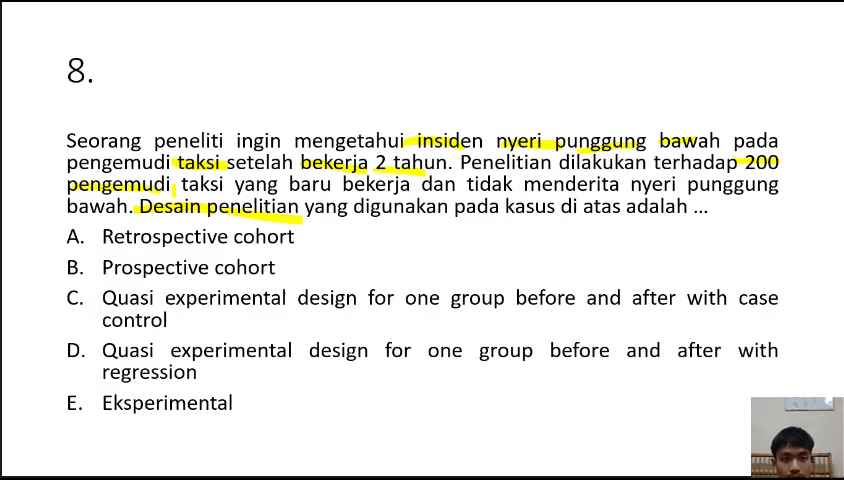 8.
Seorang peneliti ingin mengetahui insiden nyeri punggung bawah pada
pengemudi taksi setelah bekerja 2 tahun. Penelitian dilakukan terhadap 200
pengemudi taksi yang baru bekerja dan tidak menderita nyeri punggung
bawah. Desain penelitian yang digunakan pada kasus di atas adalah ...
A. Retrospective cohort
B. Prospective cohort
C. Quasi experimental design for one group before and after with case
control
D. Quasi experimental design for one group before and after with
regression
E. Eksperimental